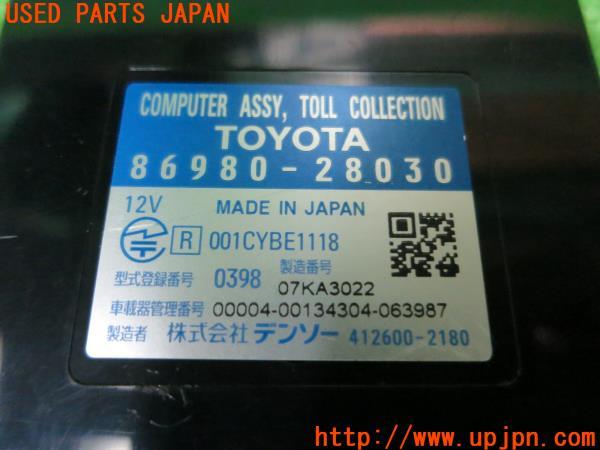 USED PARTS JAPAN
COMPUTER ASSY, TOLL COLLECTION
TOYOTA
86980-28030
12V MADE IN JAPAN
R 001CYBE1118
型式登録番号 0398 製造番号 07KA3022
車載器管理番号 00004-00134304-063987
製造者 株式会社 デンソー 412600-2180
UPJ http://www.upjpn.com/